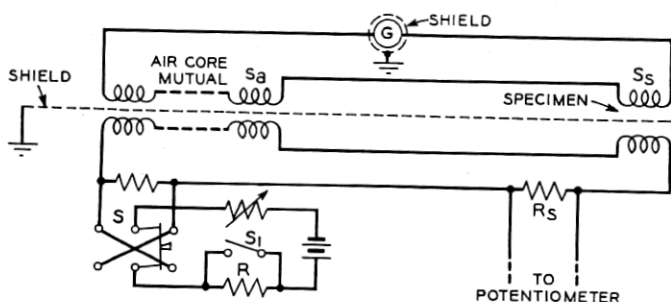 G
SHIELD
AIR CORE
MUTUAL
Sa
SS
SHIELD
SPECIMEN
S
S1
R
RS
TO
POTENTIOMETER